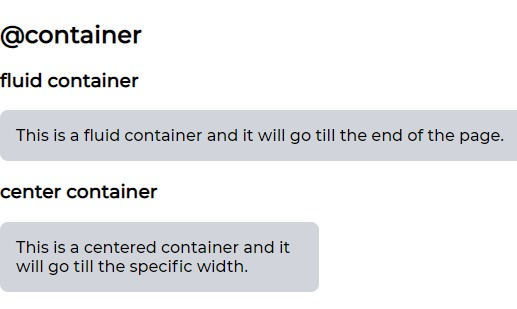 @container
fluid container
This is a fluid container and it will go till the end of the page.
center container
This is a centered container and it
will go till the specific width.